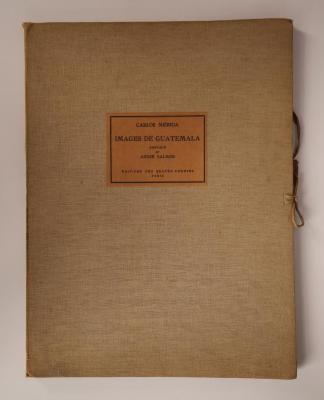 CARLOS MÉRIDA
IMAGES DE GUATEMALA
PRÉFACE
DE
ANDRÉ SALMON
ÉDITIONS DES QUATRE CHEMINS
PARIS